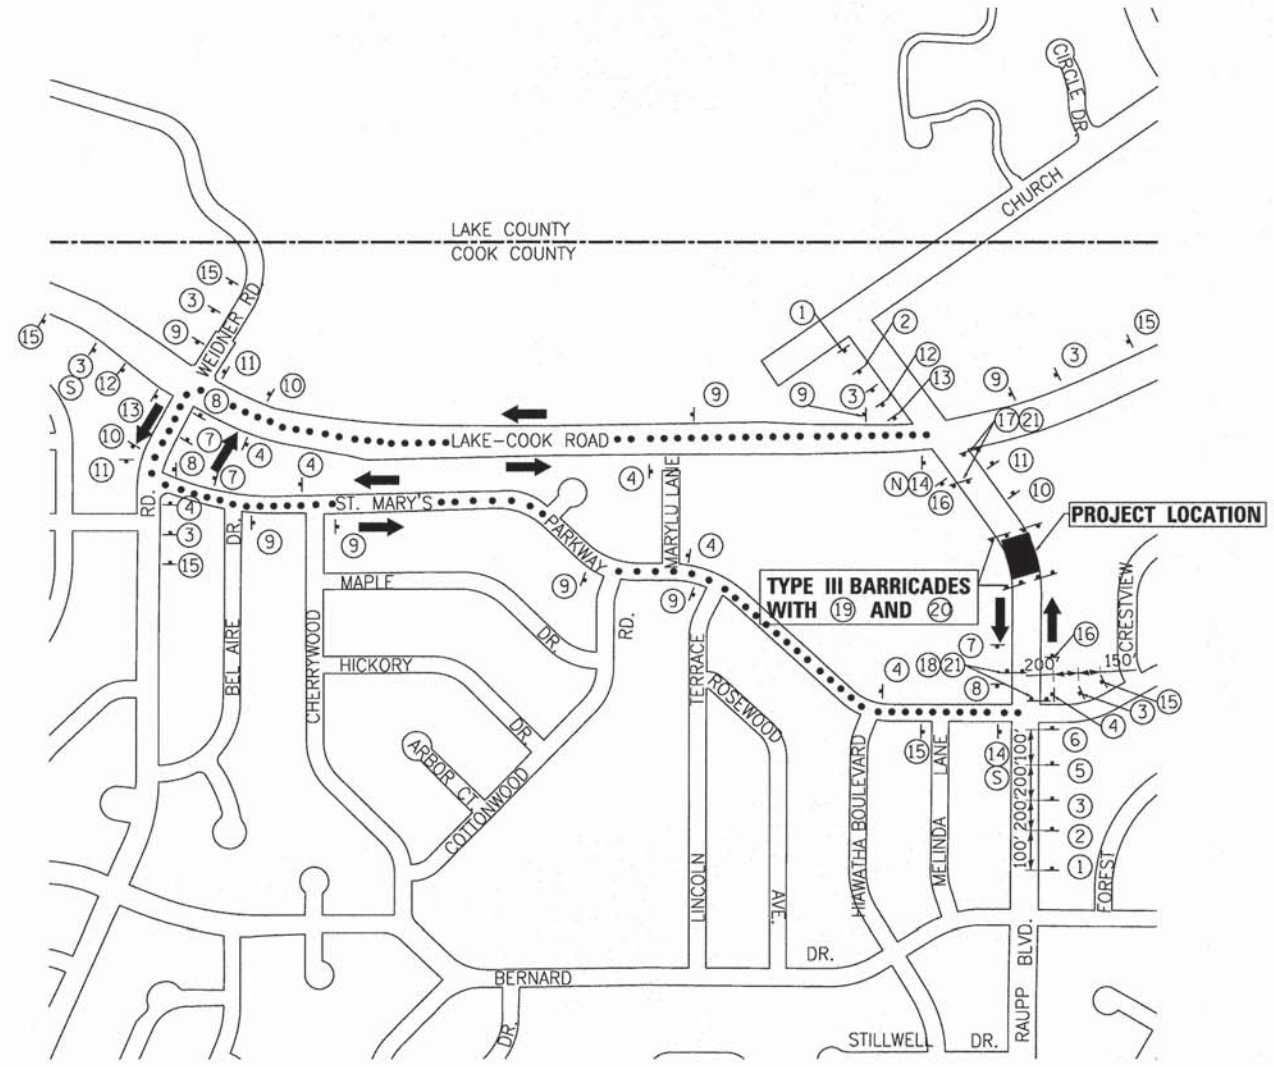 CIRCLE DR.
CHURCH
LAKE COUNTY
COOK COUNTY
15
3
9
WEIDNER RD.
15
3
S
12
13
10
11
11
10
8
7
4
8
7
4
3
15
9
1
2
12
3
13
9
9
15
3
9
17 21
LAKE-COOK ROAD
4
4
N 14
16
11
10
PROJECT LOCATION
ST. MARY'S
PARKWAY
MARYLU LANE
RD.
DR.
9
9
9
4
9
TYPE III BARRICADES
WITH 19 AND 20
CRESTVIEW
MAPLE
DR.
RD.
BEL AIRE
CHERRYWOOD
HICKORY
DR.
TERRACE
ROSEWOOD
7
16
18 21
200'
150'
8
4
15
3
4
ARBOR CT.
COTTONWOOD
HIAWATHA BOULEVARD
MELINDA LANE
15
14
S
6
100'
5
200'
3
200'
2
100'
1
FOREST
LINCOLN
AVE.
BERNARD
DR.
DR.
RAUPP BLVD.
STILLWELL DR.